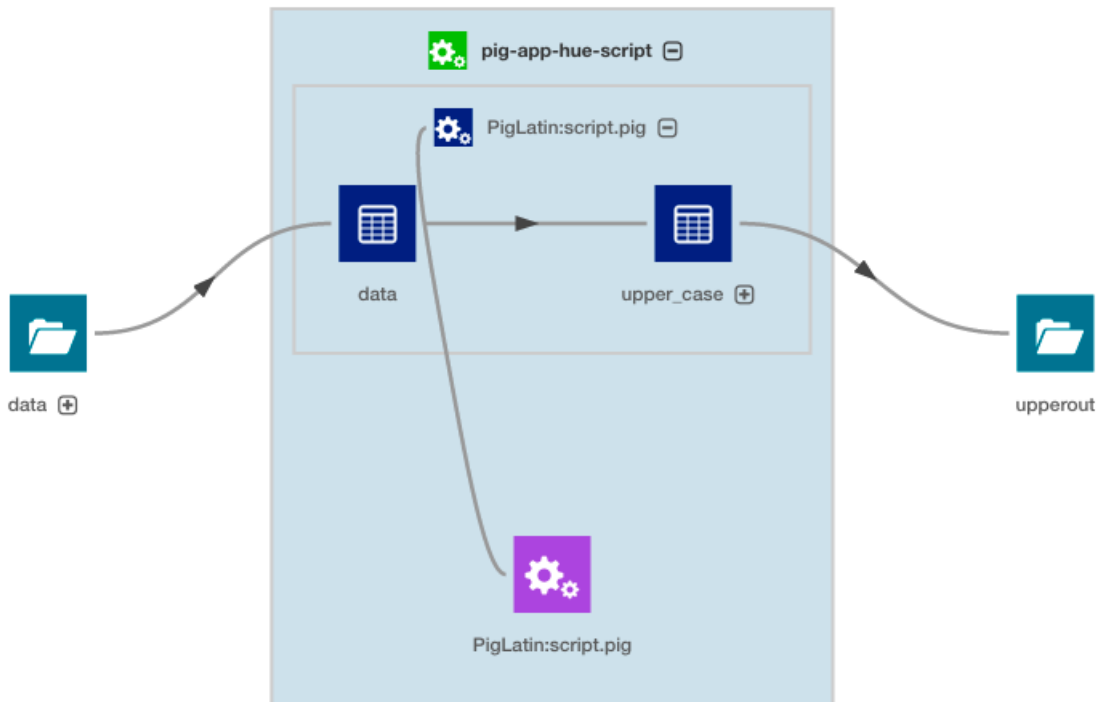 pig-app-hue-script
PigLatin:script.pig
data
upper_case
data
upperout
PigLatin:script.pig